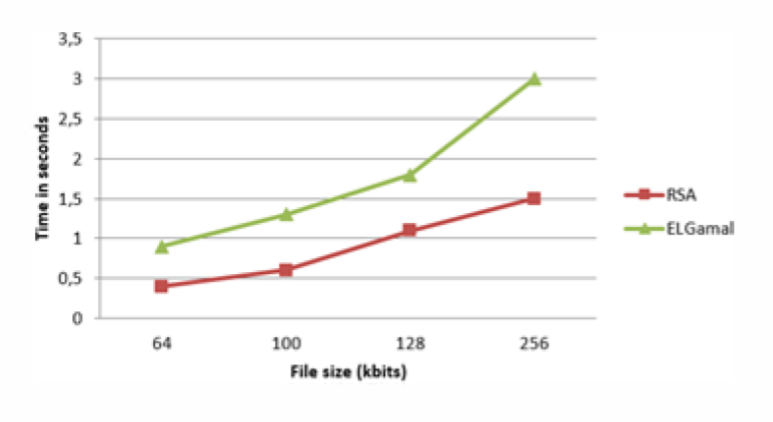 3,5
3
2,5
2
1,5
1
0,5
0
Time in seconds
64 100 128 256
File size (kbits)
RSA
ELGamal